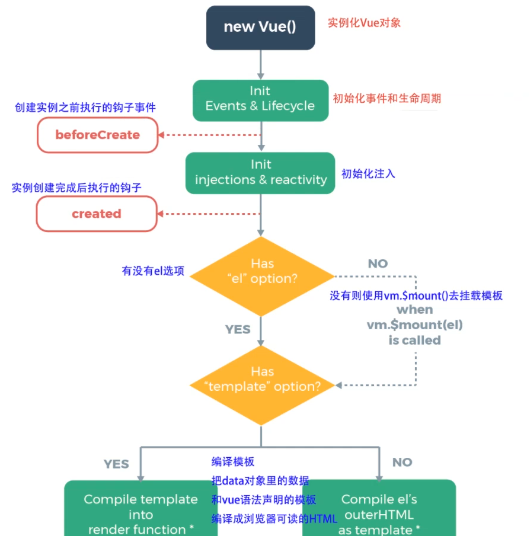 new Vue()
实例化Vue对象
Init
Events & Lifecycle
初始化事件和生命周期
创建实例之前执行的钩子事件
beforeCreate
Init
injections & reactivity
初始化注入
实例创建完成后执行的钩子
created
Has
"el" option?
有没有el选项
NO
没有则使用vm.$mount()去挂载模板
when
vm.$mount(el)
is called
YES
Has
"template" option?
YES
编译模板
NO
把data对象里的数据
和vue语法声明的模板
编译成浏览器可读的HTML
Compile template
into
render function *
Compile el's
outerHTML
as template *